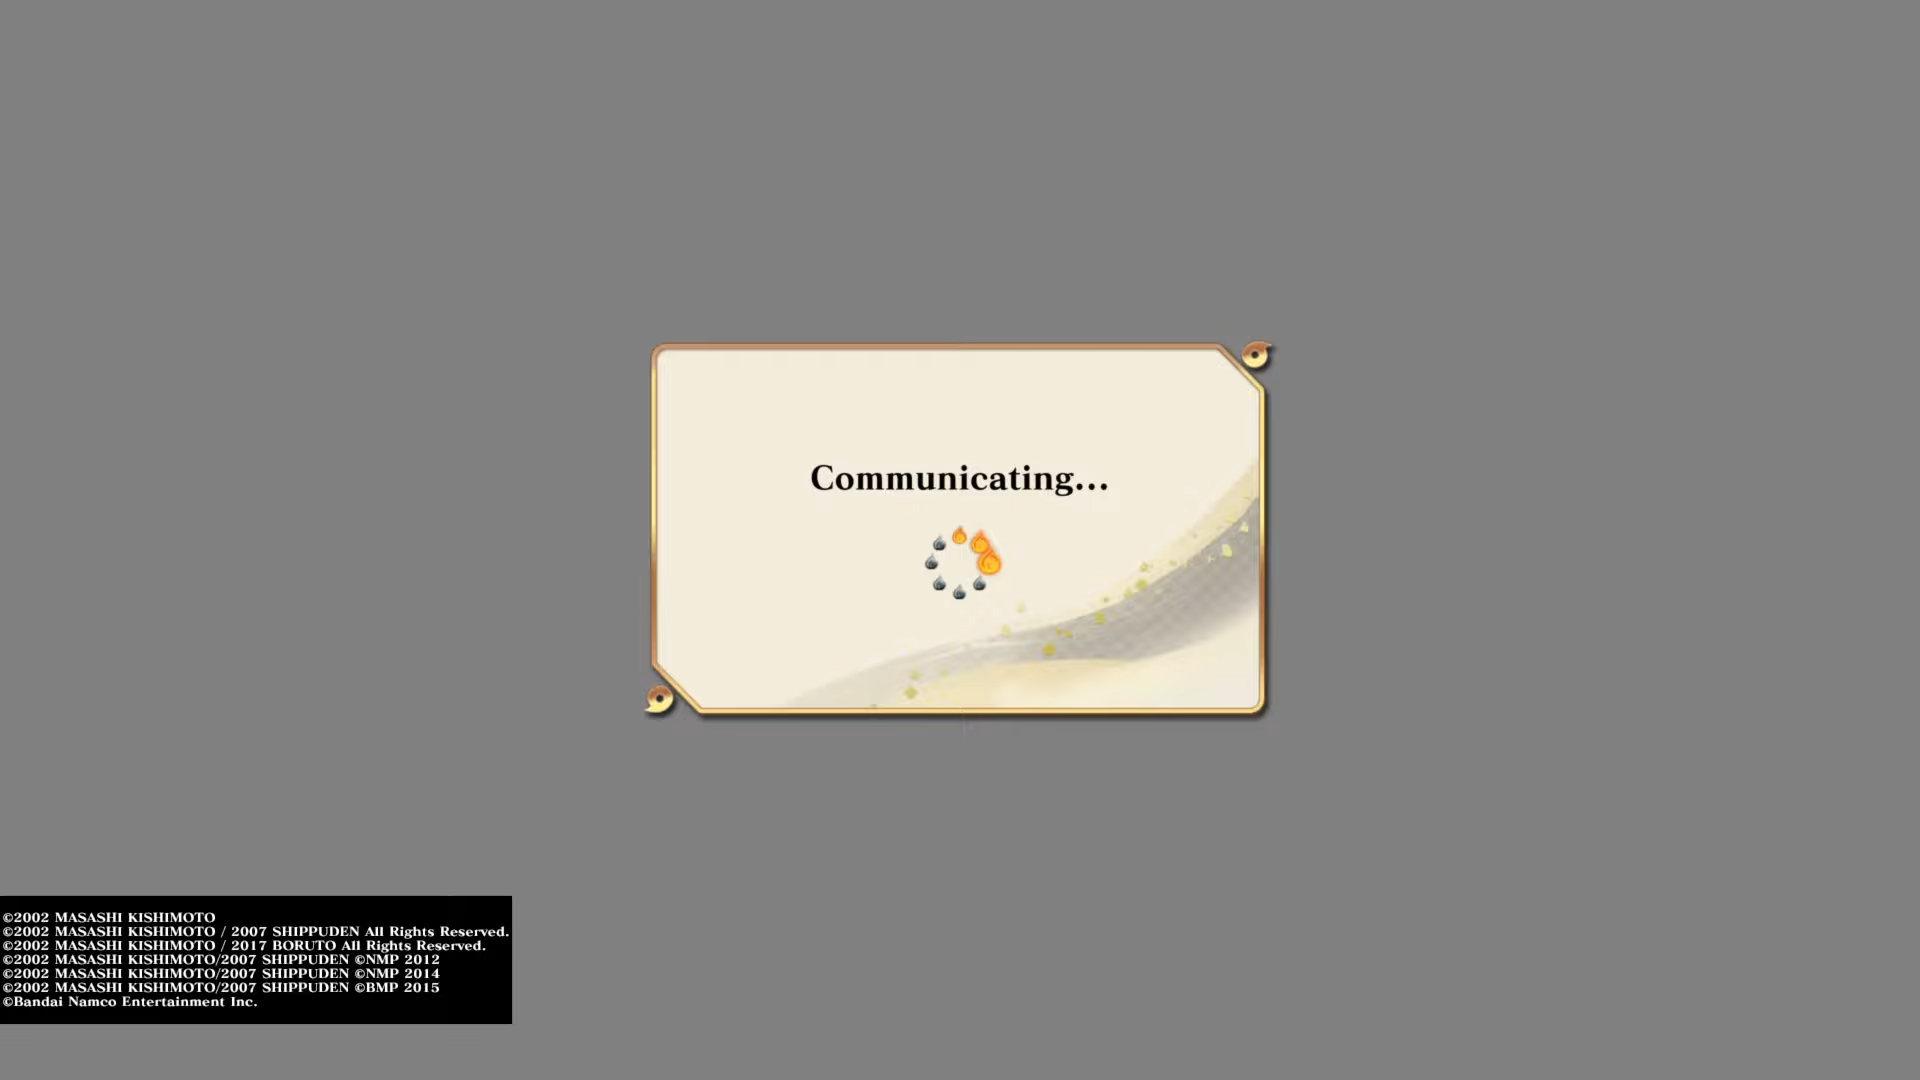 Communicating...
©2002 MASASHI KISHIMOTO
©2002 MASASHI KISHIMOTO / 2007 SHIPPUDEN All Rights Reserved.
©2002 MASASHI KISHIMOTO / 2017 BORUTO All Rights Reserved.
©2002 MASASHI KISHIMOTO/2007 SHIPPUDEN ©NMP 2012
©2002 MASASHI KISHIMOTO/2007 SHIPPUDEN ©NMP 2014
©2002 MASASHI KISHIMOTO/2007 SHIPPUDEN ©BMP 2015
©Bandai Namco Entertainment Inc.